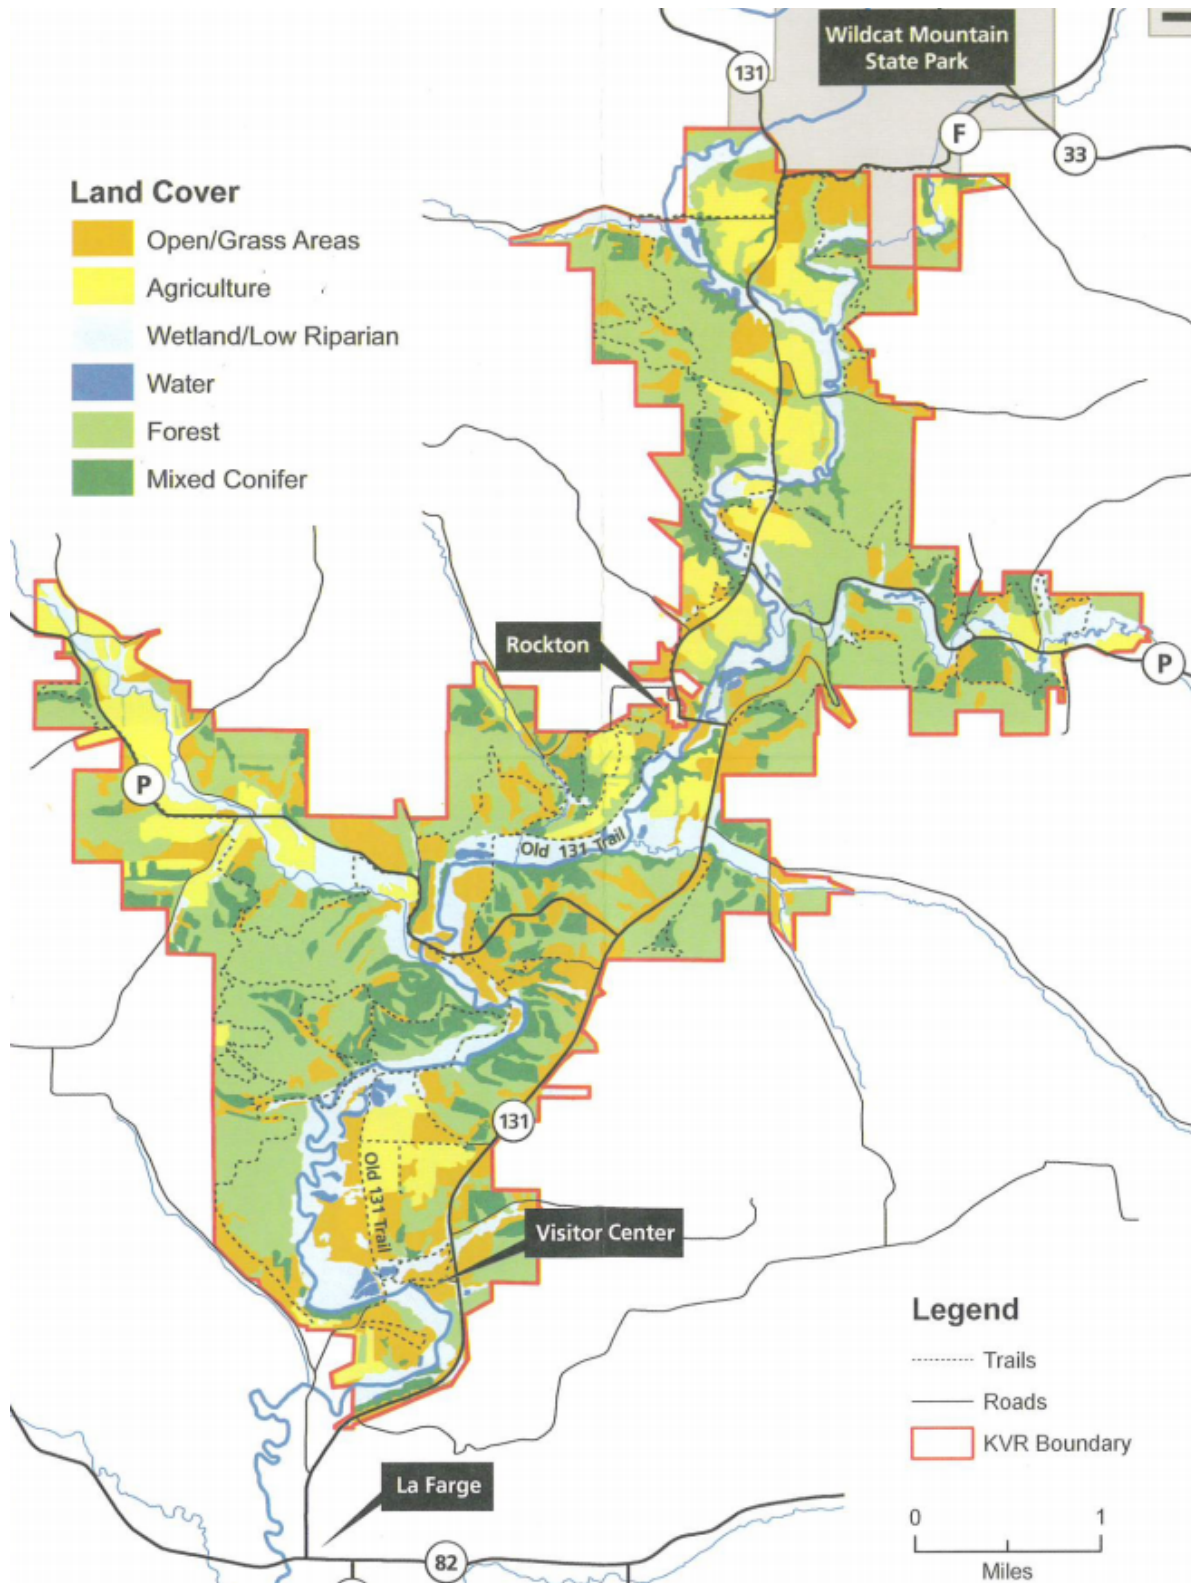 Wildcat Mountain
State Park
131
F
33
Land Cover
Open/Grass Areas
Agriculture
Wetland/Low Riparian
Water
Forest
Mixed Conifer
Rockton
P
P
Old 131 Trail
131
Old 131 Trail
Visitor Center
Legend
Trails
Roads
KVR Boundary
La Farge
0 1
Miles
82